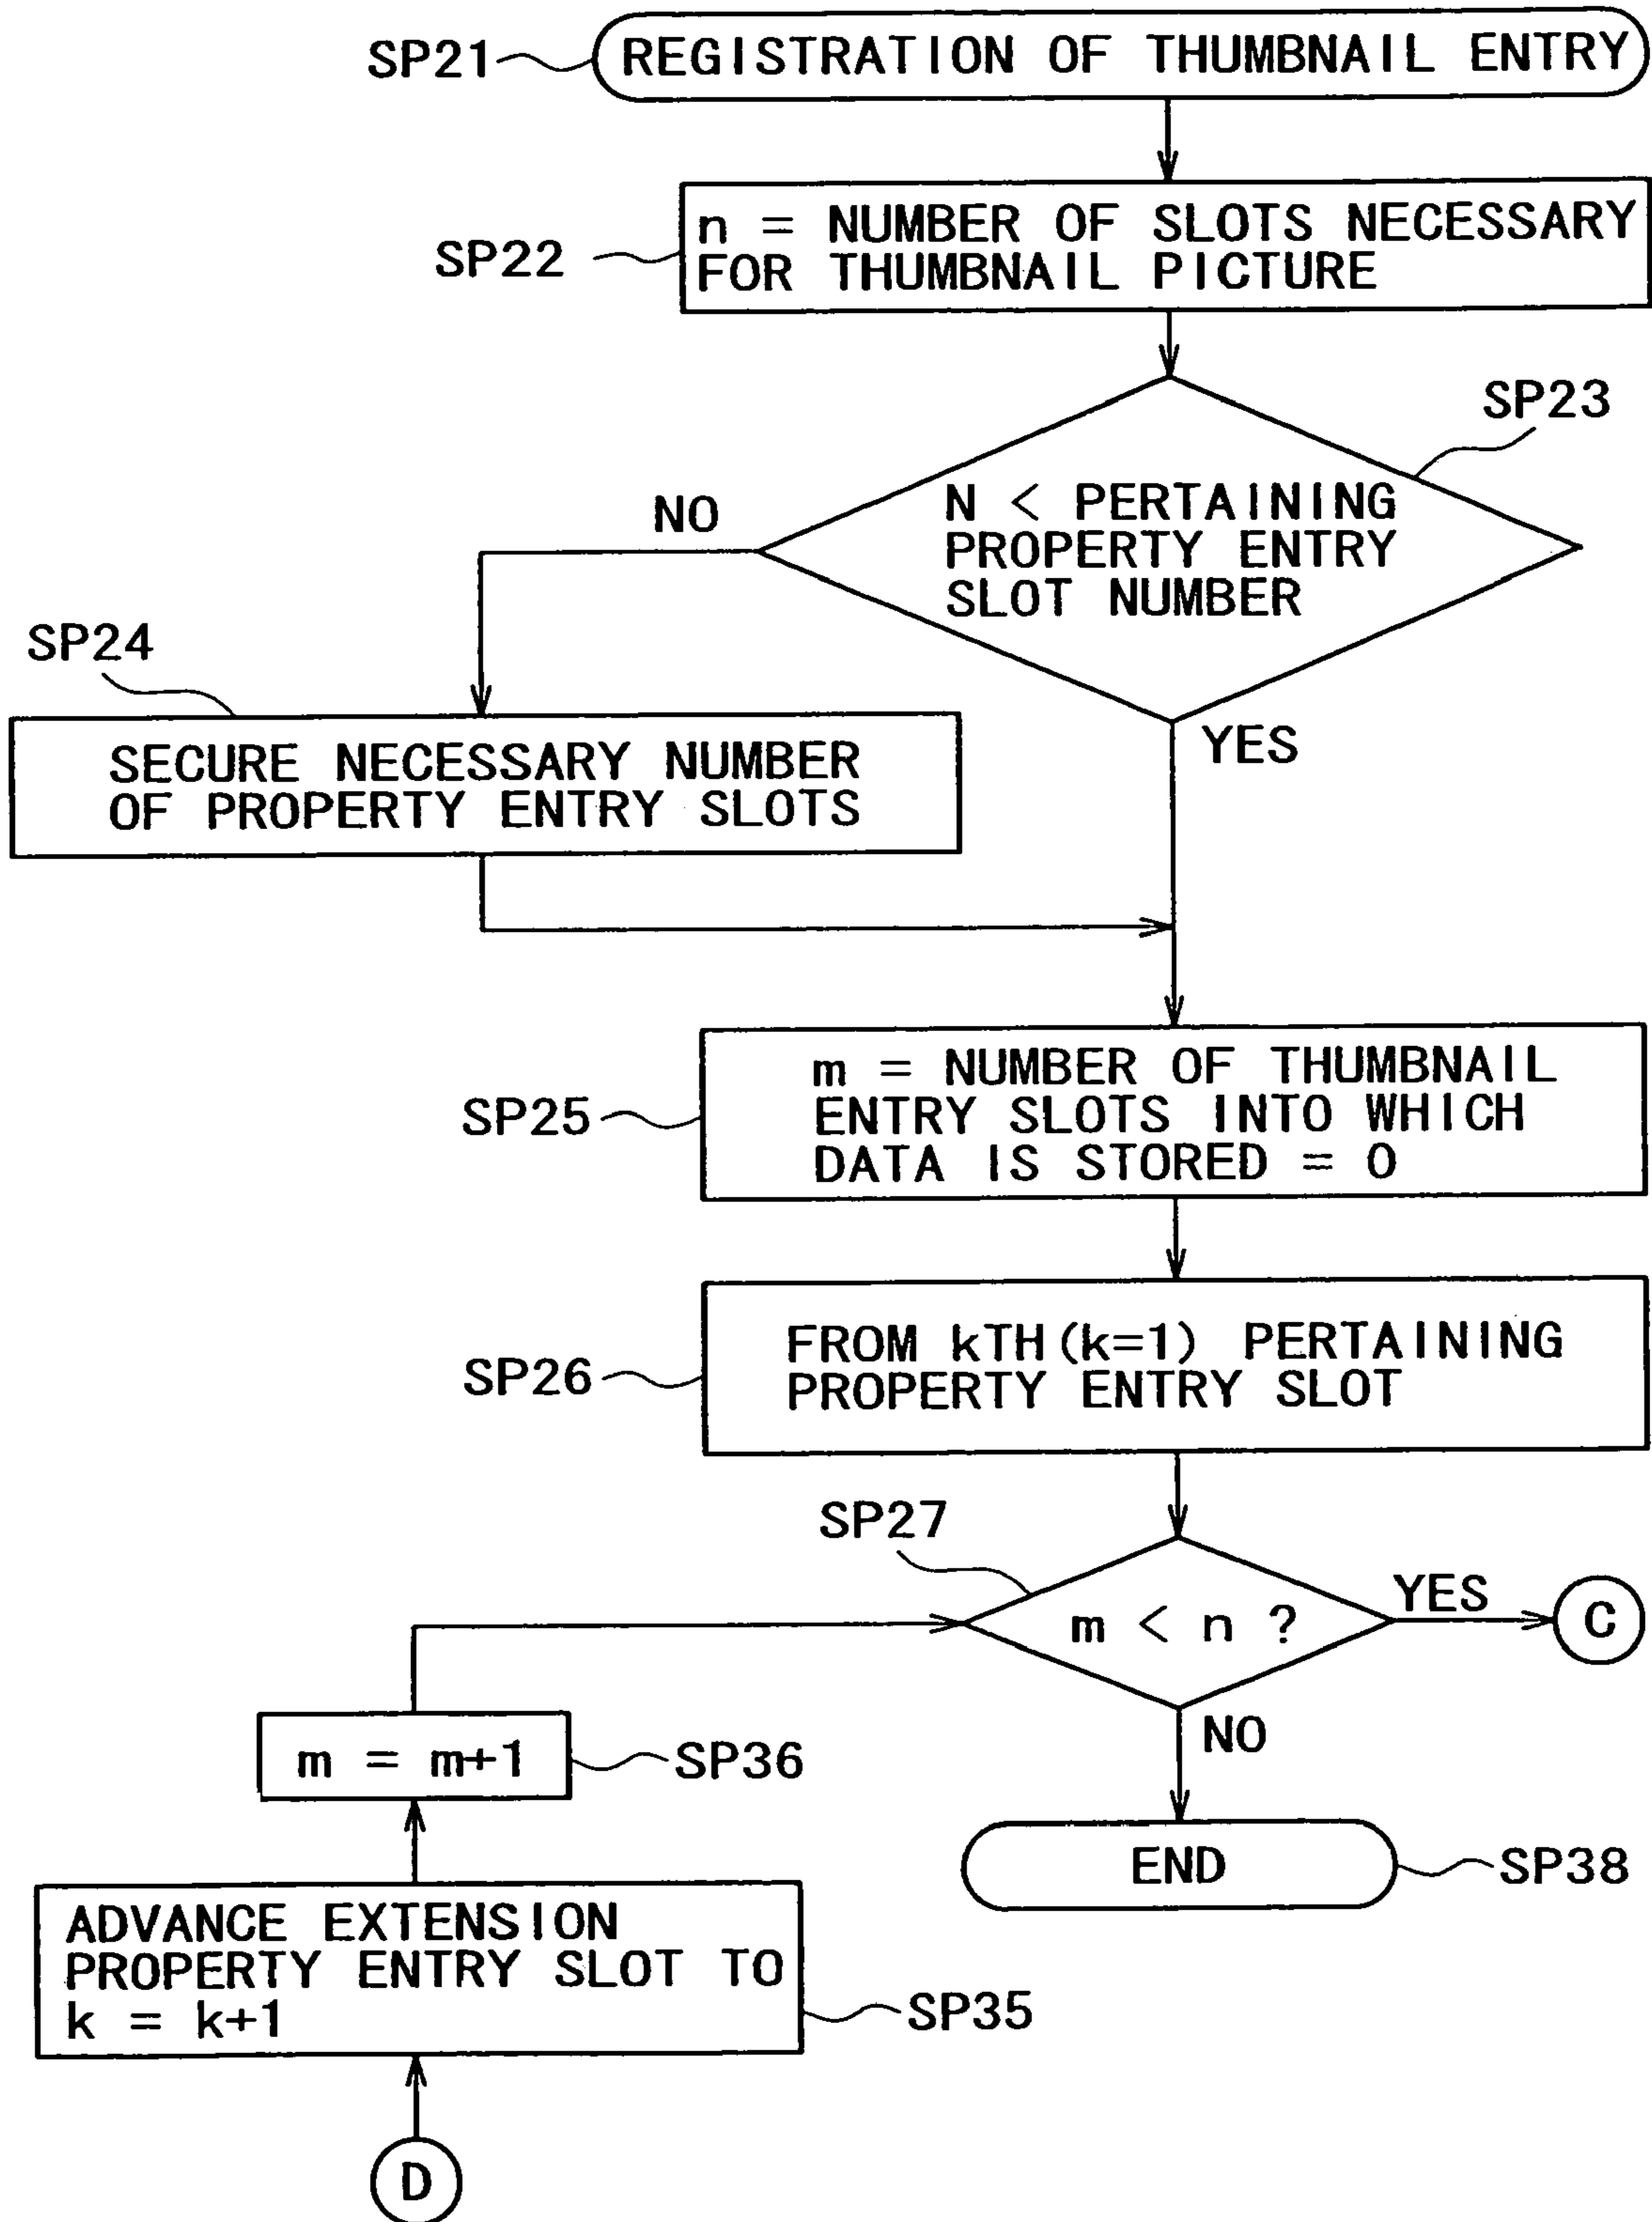 SP21
REGISTRATION OF THUMBNAIL ENTRY
SP22
n = NUMBER OF SLOTS NECESSARY
FOR THUMBNAIL PICTURE
SP23
N < PERTAINING
PROPERTY ENTRY
SLOT NUMBER
NO
YES
SP24
SECURE NECESSARY NUMBER
OF PROPERTY ENTRY SLOTS
SP25
m = NUMBER OF THUMBNAIL
ENTRY SLOTS INTO WHICH
DATA IS STORED = 0
SP26
FROM kTH(k=1) PERTAINING
PROPERTY ENTRY SLOT
SP27
m < n ?
YES
C
NO
m = m+1
SP36
END
SP38
ADVANCE EXTENSION
PROPERTY ENTRY SLOT TO
k = k+1
SP35
D